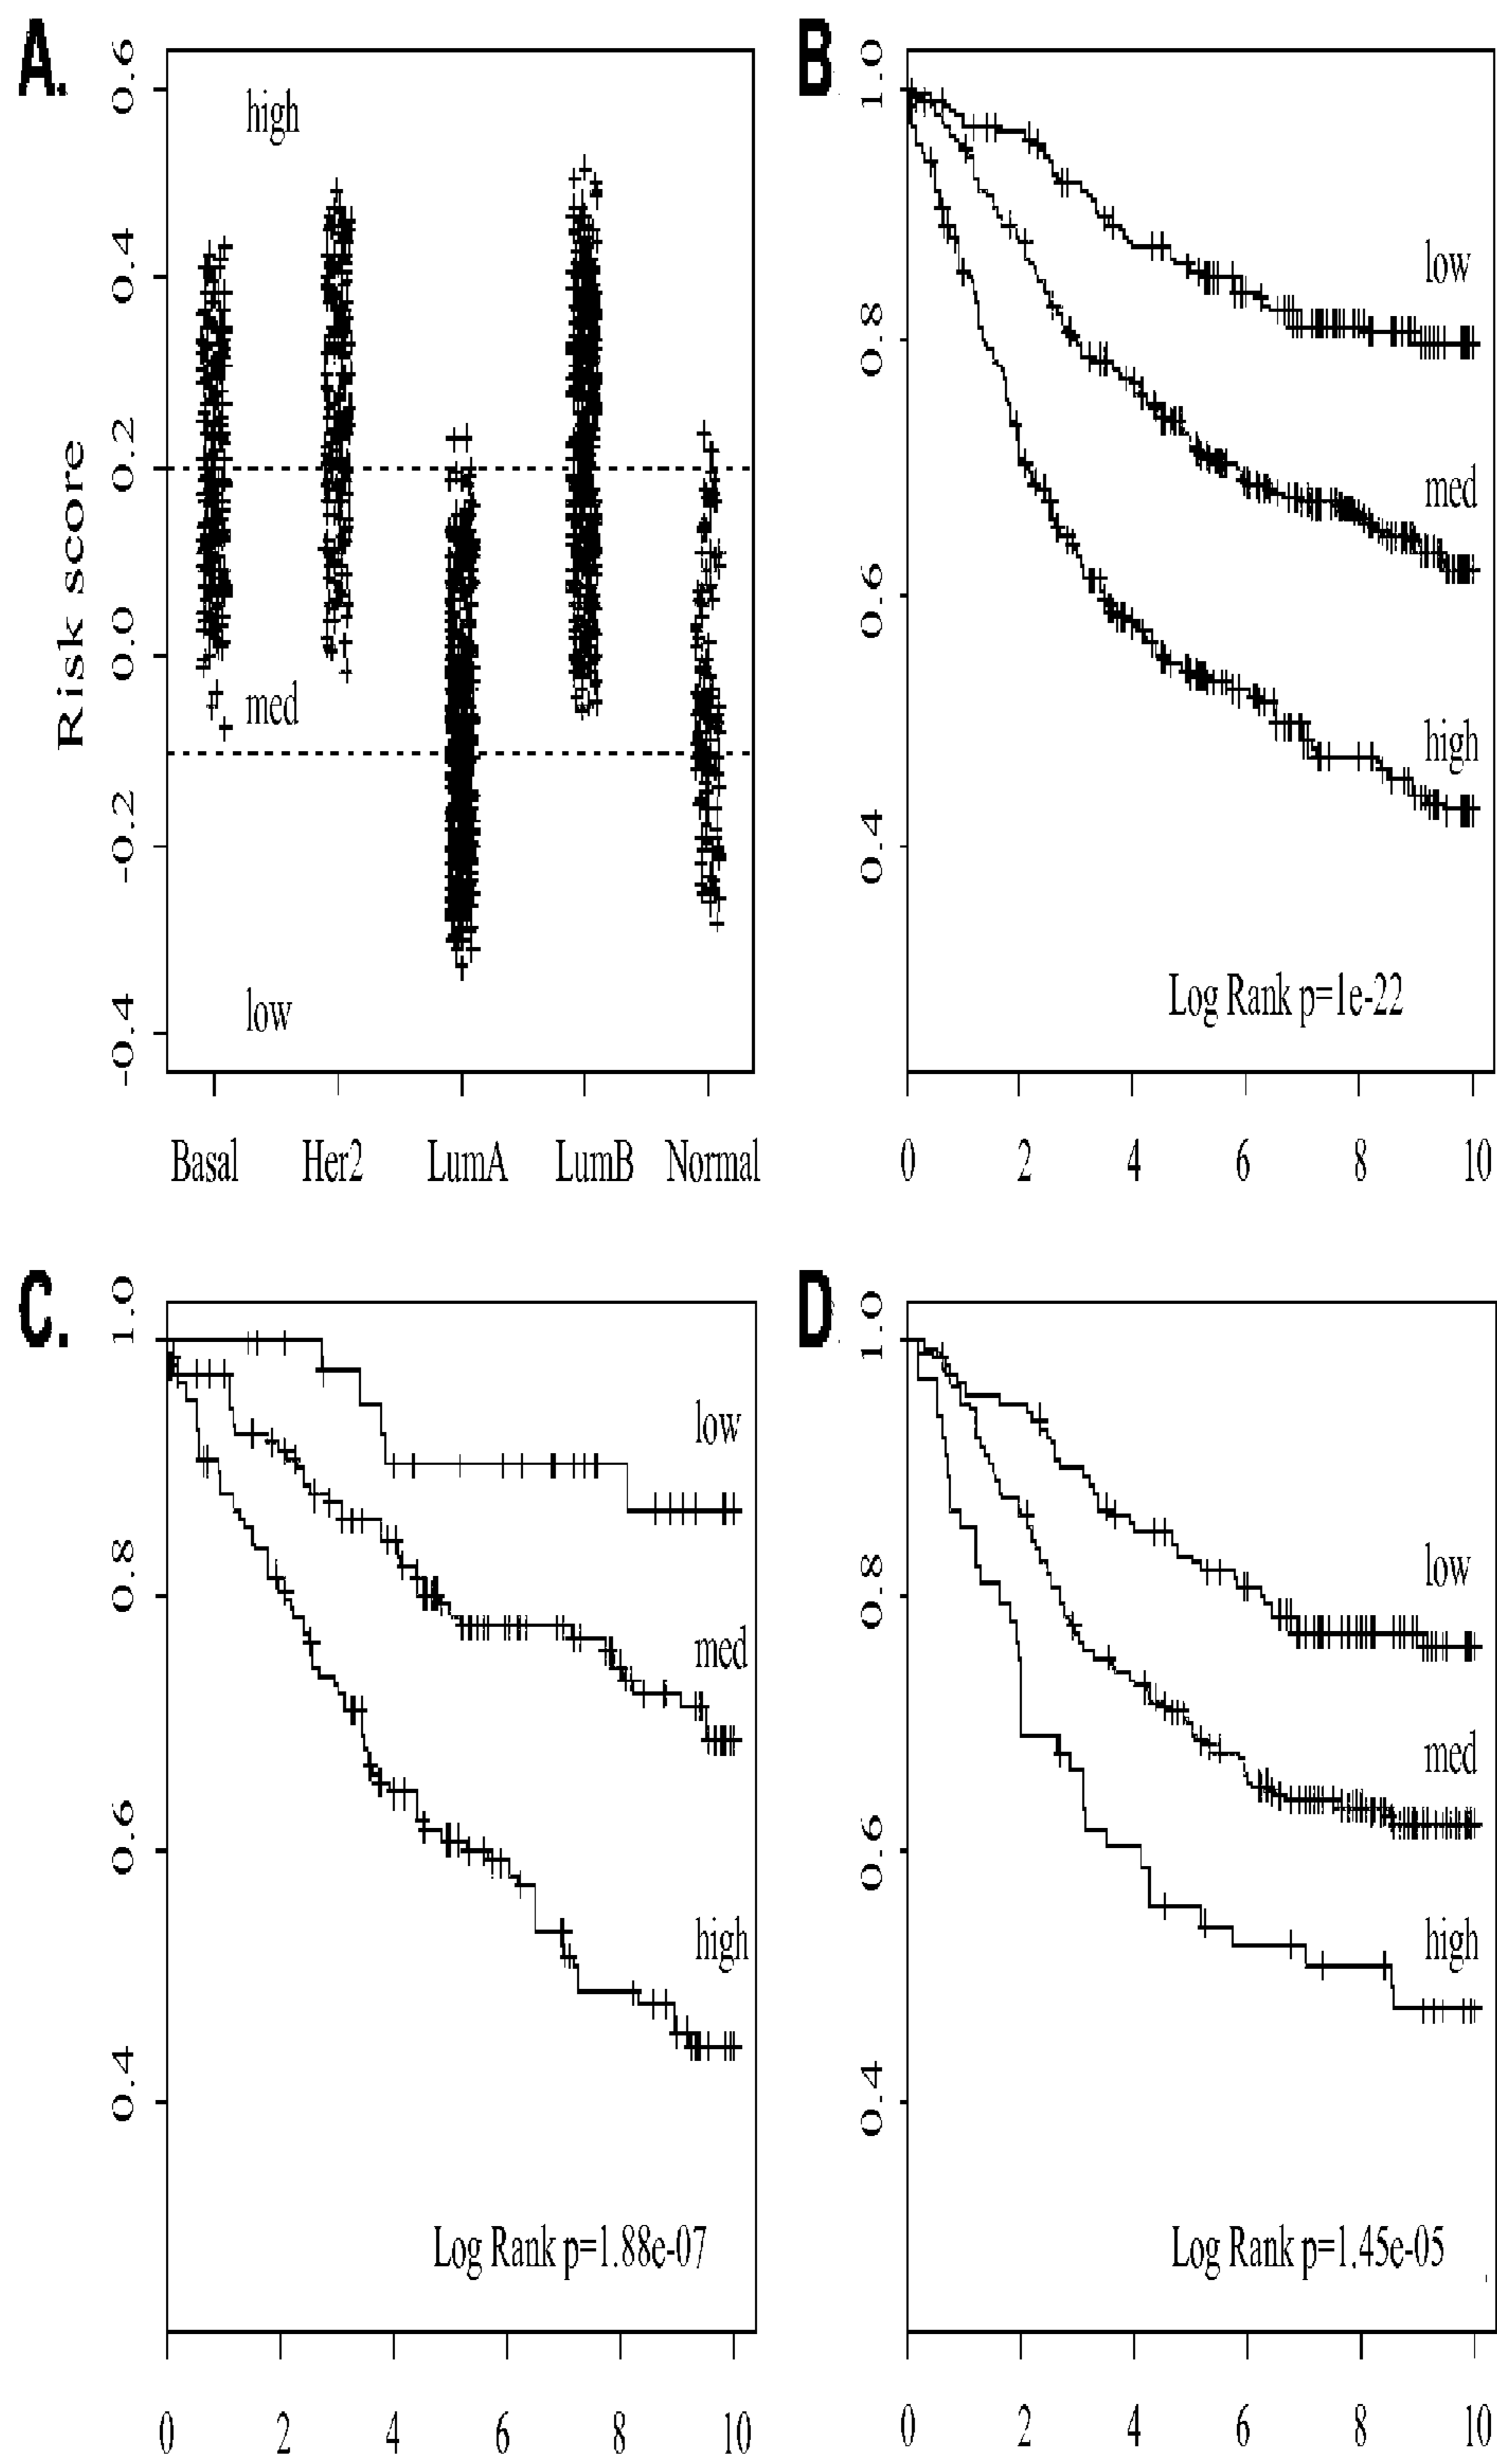 A.
0.6
0.4
0.2
0.0
-0.2
-0.4
Risk score
high
med
low
Basal Her2 LumA LumB Normal
B
1.0
0.8
0.6
0.4
low
med
high
Log Rank p=1e-22
0 2 4 6 8 10
C.
1.0
0.8
0.6
0.4
low
med
high
Log Rank p=1.88e-07
0 2 4 6 8 10
D
1.0
0.8
0.6
0.4
low
med
high
Log Rank p=1.45e-05
0 2 4 6 8 10